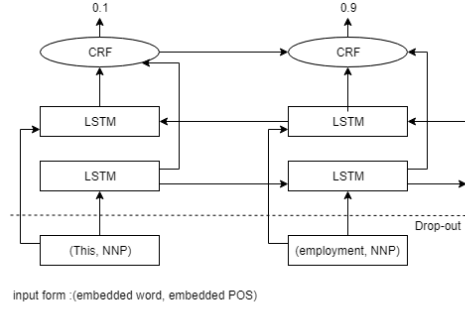 0.1 0.9
CRF CRF
LSTM LSTM
LSTM LSTM
Drop-out
(This, NNP) (employment, NNP)
input form :(embedded word, embedded POS)